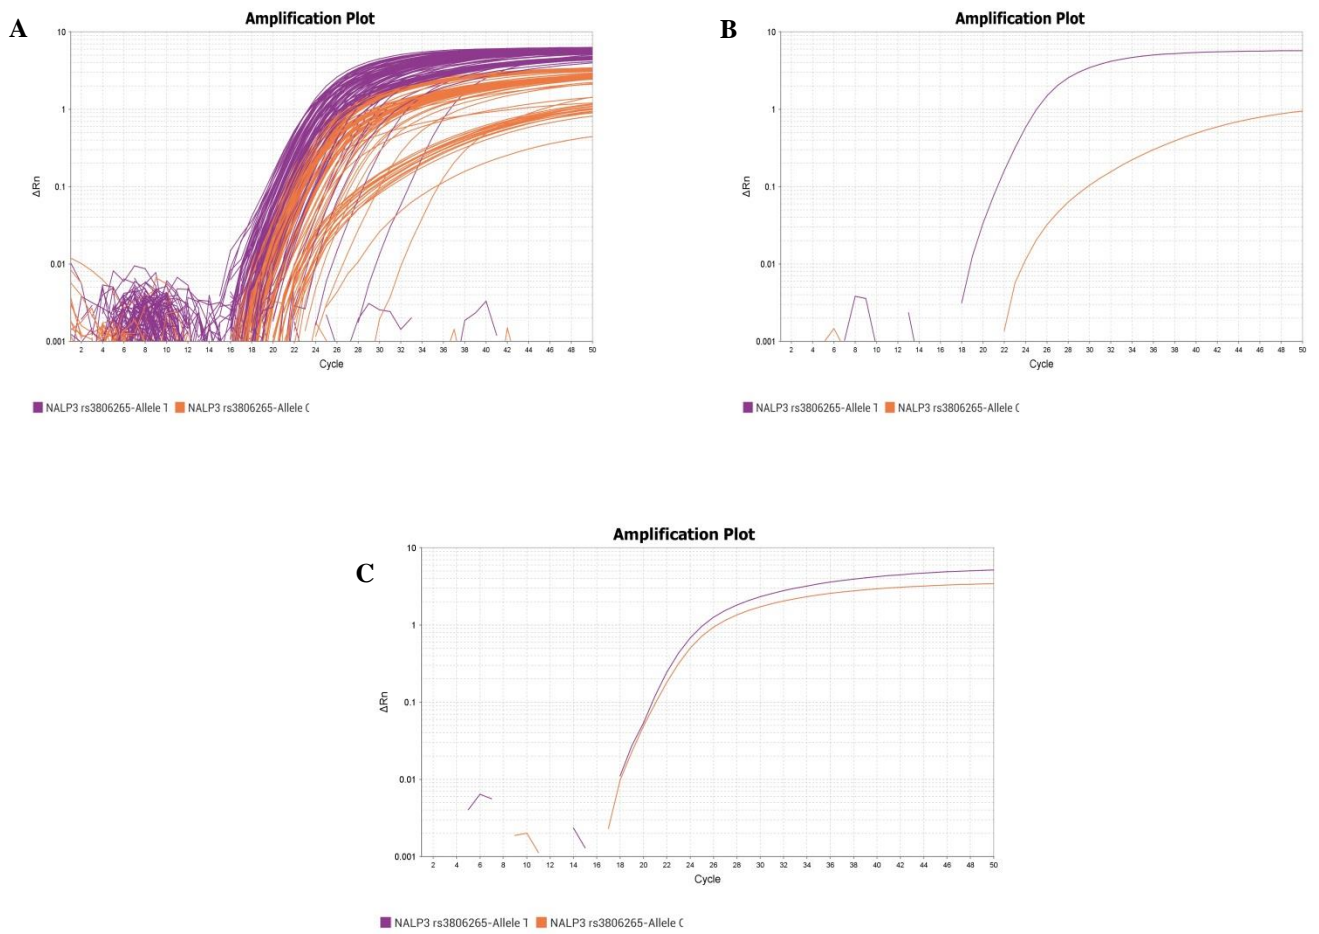 A
Amplification Plot
10
1
0.1
0.01
0.001
ΔRn
2 4 6 8 10 12 14 16 18 20 22 24 26 28 30 32 34 36 38 40 42 44 46 48 50
Cycle
NALP3 rs3806265-Allele 1 NALP3 rs3806265-Allele (
B
Amplification Plot
10
1
0.1
0.01
0.001
ΔRn
2 4 6 8 10 12 14 16 18 20 22 24 26 28 30 32 34 36 38 40 42 44 46 48 50
Cycle
NALP3 rs3806265-Allele 1 NALP3 rs3806265-Allele (
C
Amplification Plot
10
1
0.1
0.01
0.001
ΔRn
2 4 6 8 10 12 14 16 18 20 22 24 26 28 30 32 34 36 38 40 42 44 46 48 50
Cycle
NALP3 rs3806265-Allele 1 NALP3 rs3806265-Allele (